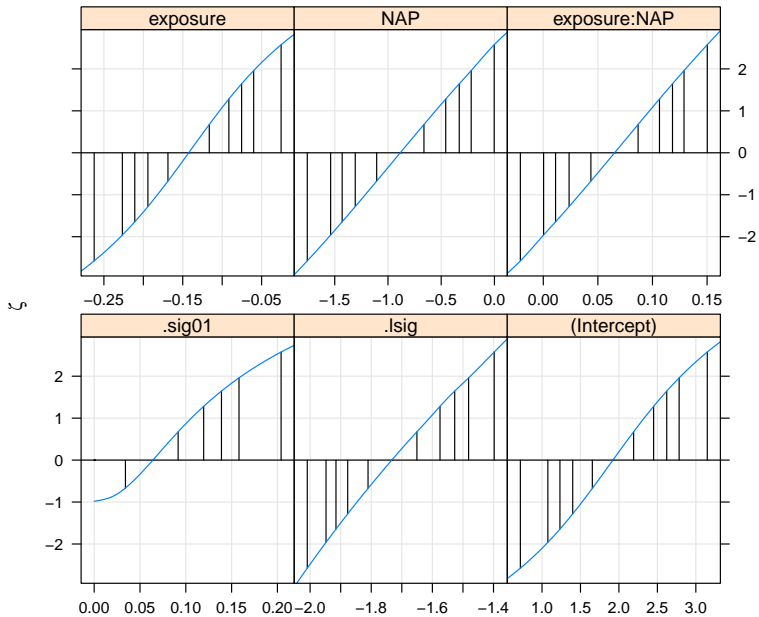 exposure NAP exposure:NAP
2
1
0
−1
−2
−0.25 −0.15 −0.05 −1.5 −1.0 −0.5 0.0 0.00 0.05 0.10 0.15
ζ
.sig01 .lsig (Intercept)
2
1
0
−1
−2
0.00 0.05 0.10 0.15 0.20 −2.0 −1.8 −1.6 −1.4 1.0 1.5 2.0 2.5 3.0